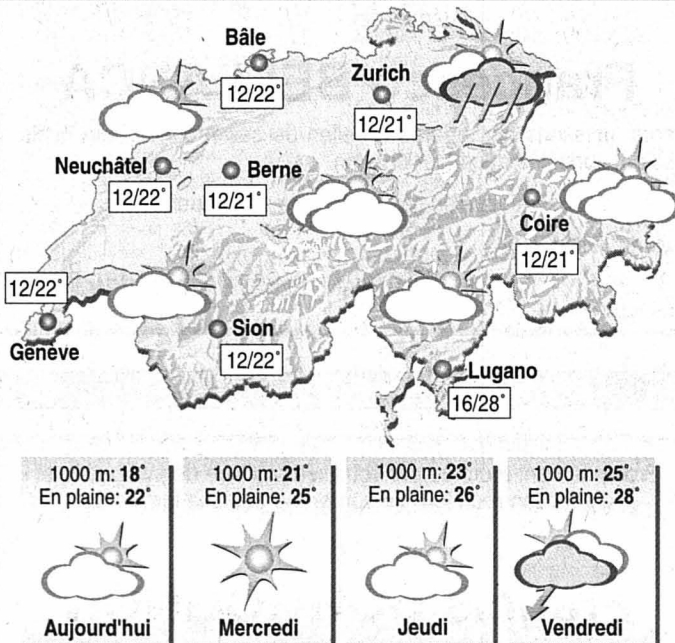 Bâle
12/22°
Zurich
12/21°
Neuchâtel
12/22°
Berne
12/21°
Coire
12/21°
12/22°
Genève
Sion
12/22°
Lugano
16/28°
1000 m: 18°
En plaine: 22°
Aujourd'hui
1000 m: 21°
En plaine: 25°
Mercredi
1000 m: 23°
En plaine: 26°
Jeudi
1000 m: 25°
En plaine: 28°
Vendredi